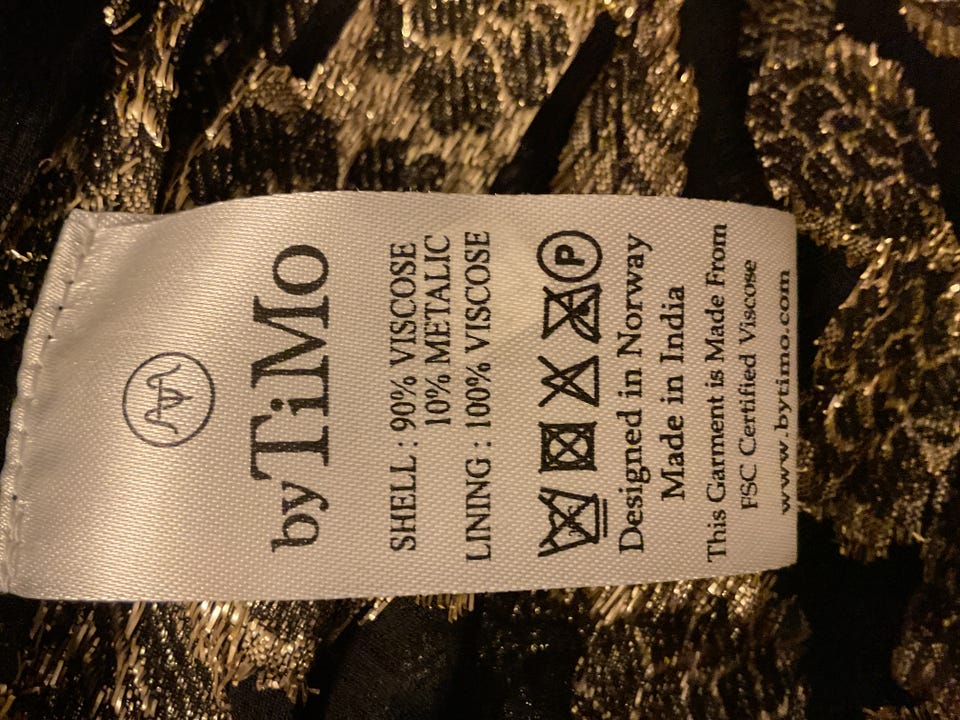 byTiMo
SHELL : 90% VISCOSE
10% METALIC
LINING : 100% VISCOSE
P
Designed in Norway
Made in India
This Garment is Made From
FSC Certified Viscose
www.bytimo.com